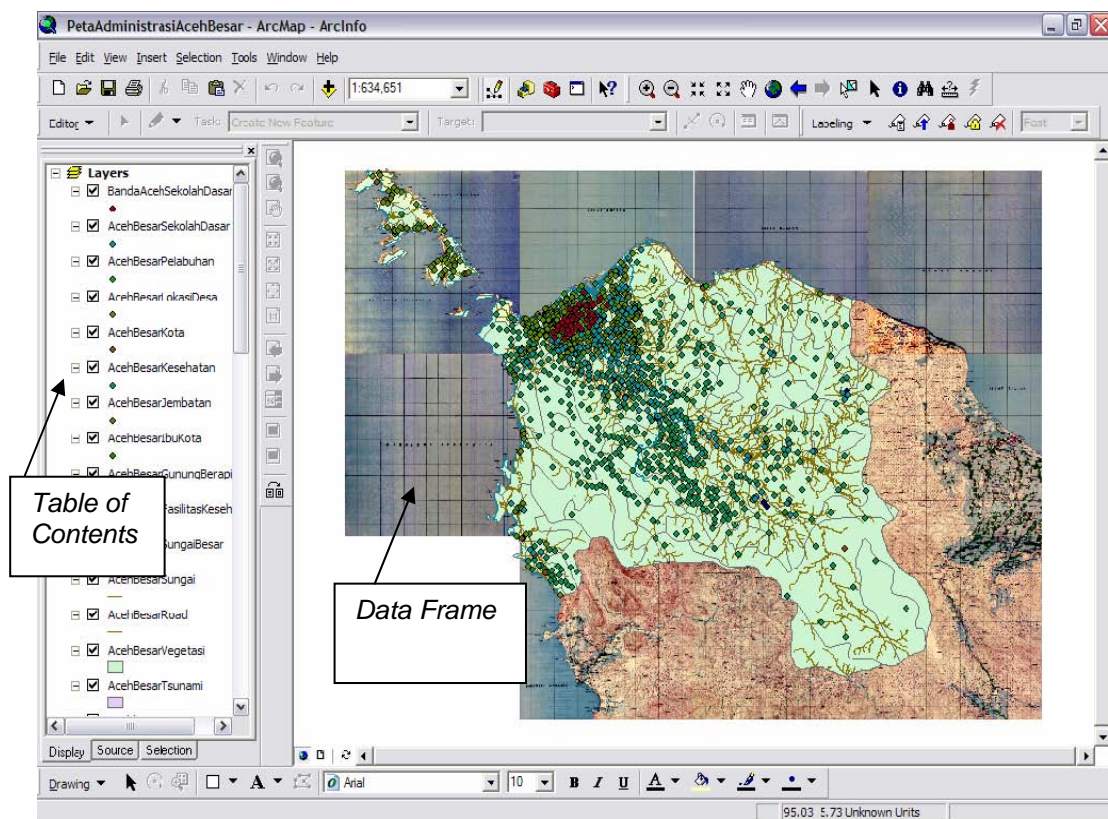 PetaAdministrasiAcehBesar - ArcMap - ArcInfo
File Edit View Insert Selection Tools Window Help
1:634,651
Editor Task: Create New Feature Target: Labeling Fast
Layers
BandaAcehSekolahDasar
AcehBesarSekolahDasar
AcehBesarPelabuhan
AcehBesarLokasiDesa
AcehBesarKota
AcehBesarKesehatan
AcehBesarJembatan
AcehBesarIbuKota
AcehBesarGunungBerapi
FasilitasKeseh
SungaiBesar
AcehBesarSungai
AcehBesarRoad
AcehBesarVegetasi
AcehBesarTsunami
Table of
Contents
Data Frame
Display Source Selection
Drawing A Arial 10 B I U A
95.03 5.73 Unknown Units